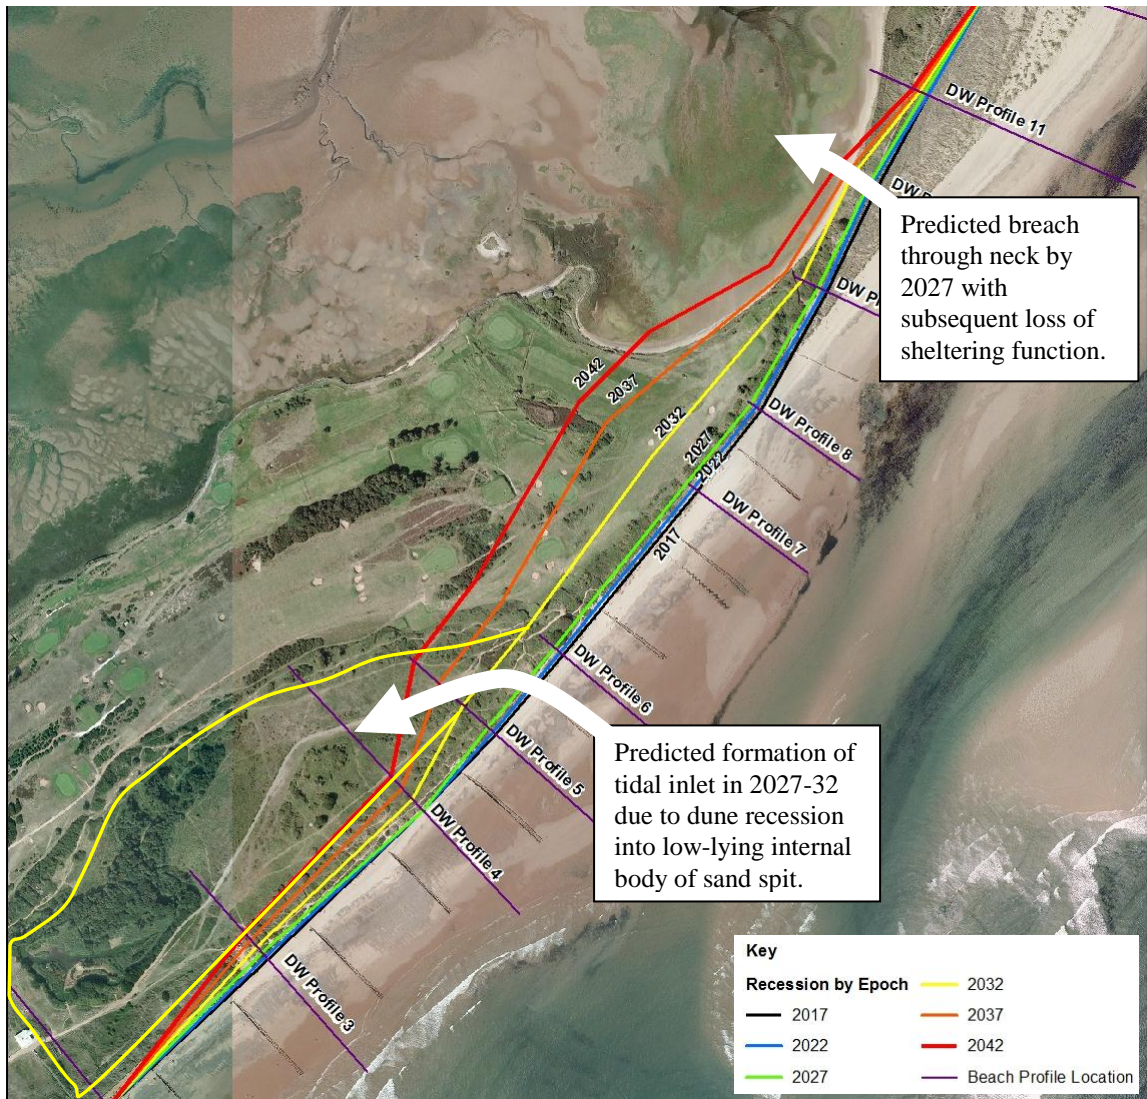 DW Profile 11
DW P
Predicted breach
through neck by
2027 with
subsequent loss of
sheltering function.
DW P
2042
2037
2032
2027
2022
2017
DW Profile 8
DW Profile 7
DW Profile 6
DW Profile 5
DW Profile 4
DW Profile 3
Predicted formation of
tidal inlet in 2027-32
due to dune recession
into low-lying internal
body of sand spit.
Key
Recession by Epoch
2017
2022
2027
2032
2037
2042
Beach Profile Location